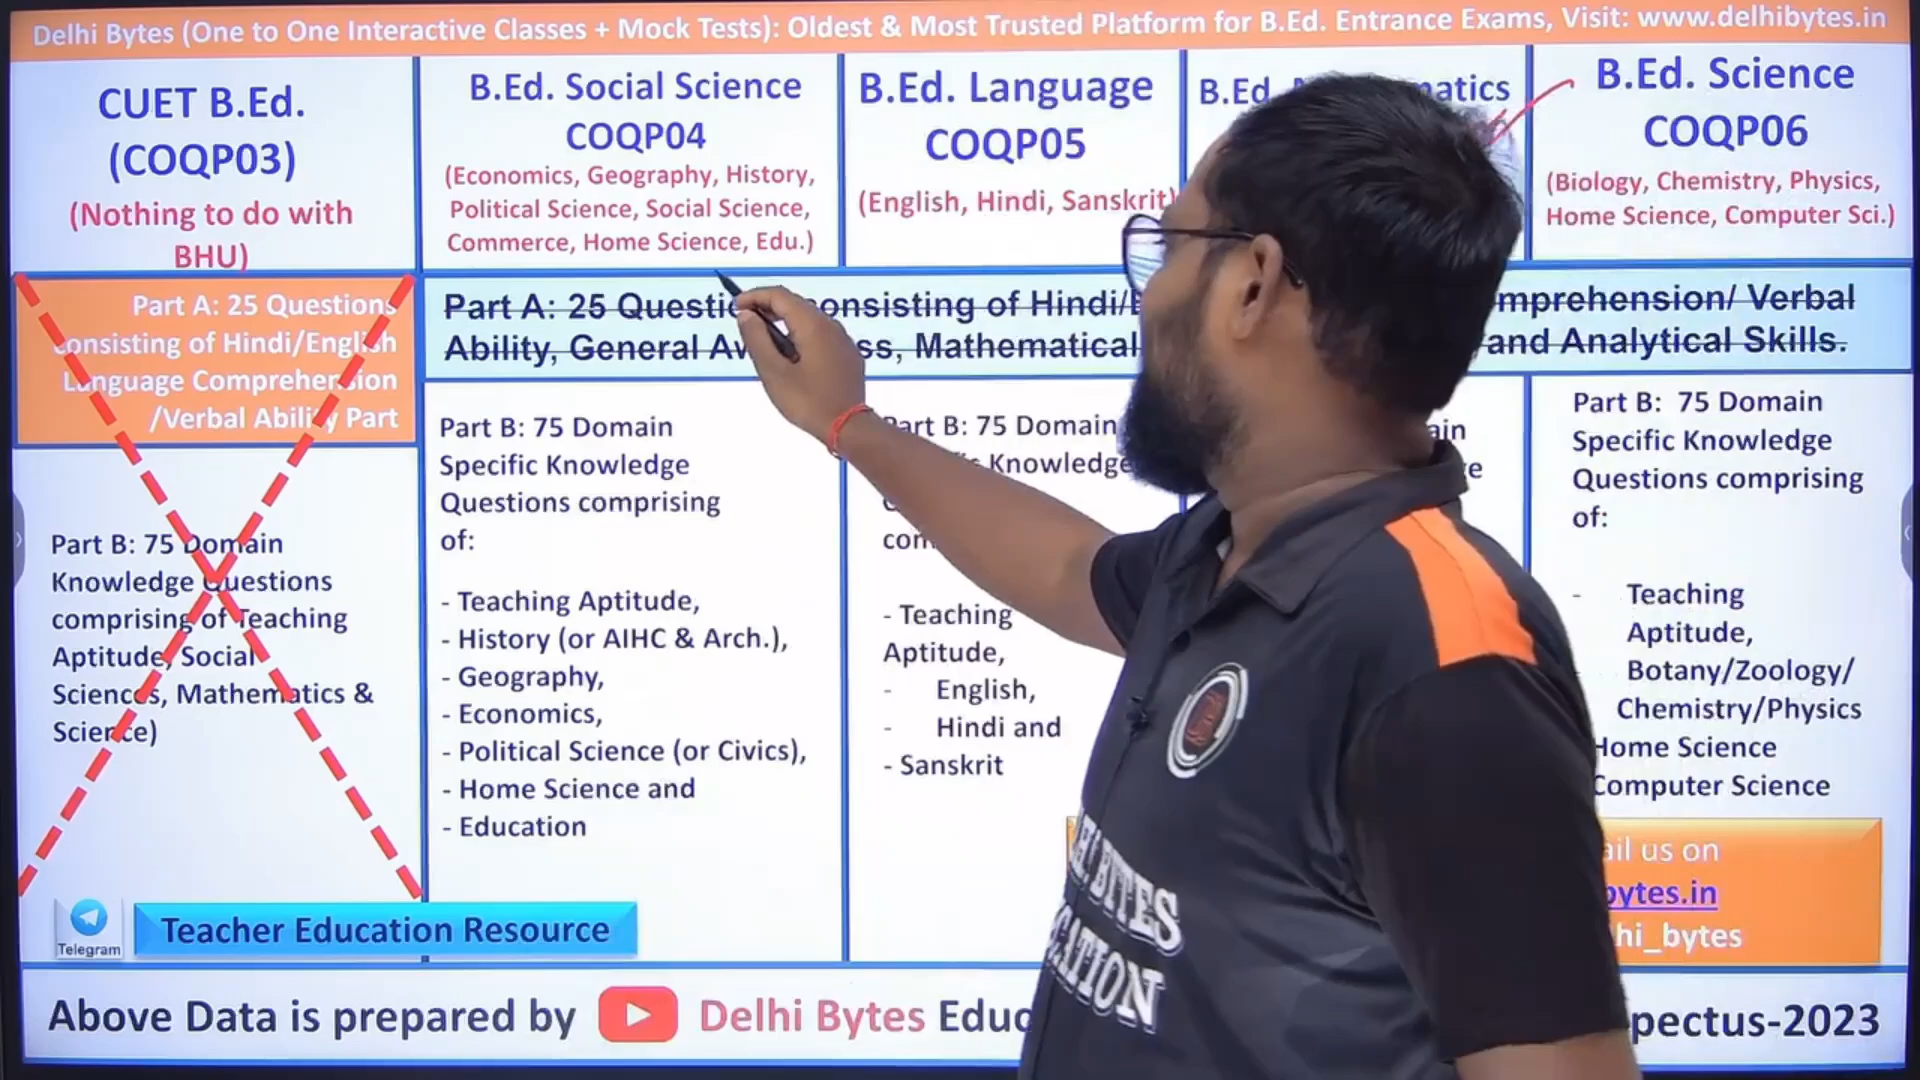 Delhi Bytes (One to One Interactive Classes + Mock Tests): Oldest & Most Trusted Platform for B.Ed. Entrance Exams, Visit: www.delhibytes.in
CUET B.Ed.
(COQP03)
(Nothing to do with
BHU)
B.Ed. Social Science
COQP04
(Economics, Geography, History,
Political Science, Social Science,
Commerce, Home Science, Edu.)
B.Ed. Language
COQP05
(English, Hindi, Sanskrit)
B.Ed. atics
B.Ed. Science
COQP06
(Biology, Chemistry, Physics,
Home Science, Computer Sci.)
Part A: 25 Questions
consisting of Hindi/English
Language Comprehension
/Verbal Ability Part
Part A: 25 Questio onsisting of Hindi/ mprehension/ Verbal
Ability, General Aw ss, Mathematical and Analytical Skills.
Part B: 75 Domain
Knowledge Questions
comprising of Teaching
Aptitude, Social
Sciences, Mathematics &
Science)
Part B: 75 Domain
Specific Knowledge
Questions comprising
of:
- Teaching Aptitude,
- History (or AIHC & Arch.),
- Geography,
- Economics,
- Political Science (or Civics),
- Home Science and
- Education
Part B: 75 Domain
Knowledge
com
- Teaching
Aptitude,
- English,
- Hindi and
- Sanskrit
ain
e
Part B: 75 Domain
Specific Knowledge
Questions comprising
of:
- Teaching
Aptitude,
Botany/Zoology/
Chemistry/Physics
Home Science
Computer Science
ail us on
bytes.in
hi_bytes
Telegram
Teacher Education Resource
Above Data is prepared by Delhi Bytes Educ pectus-2023
BYTES
CATION